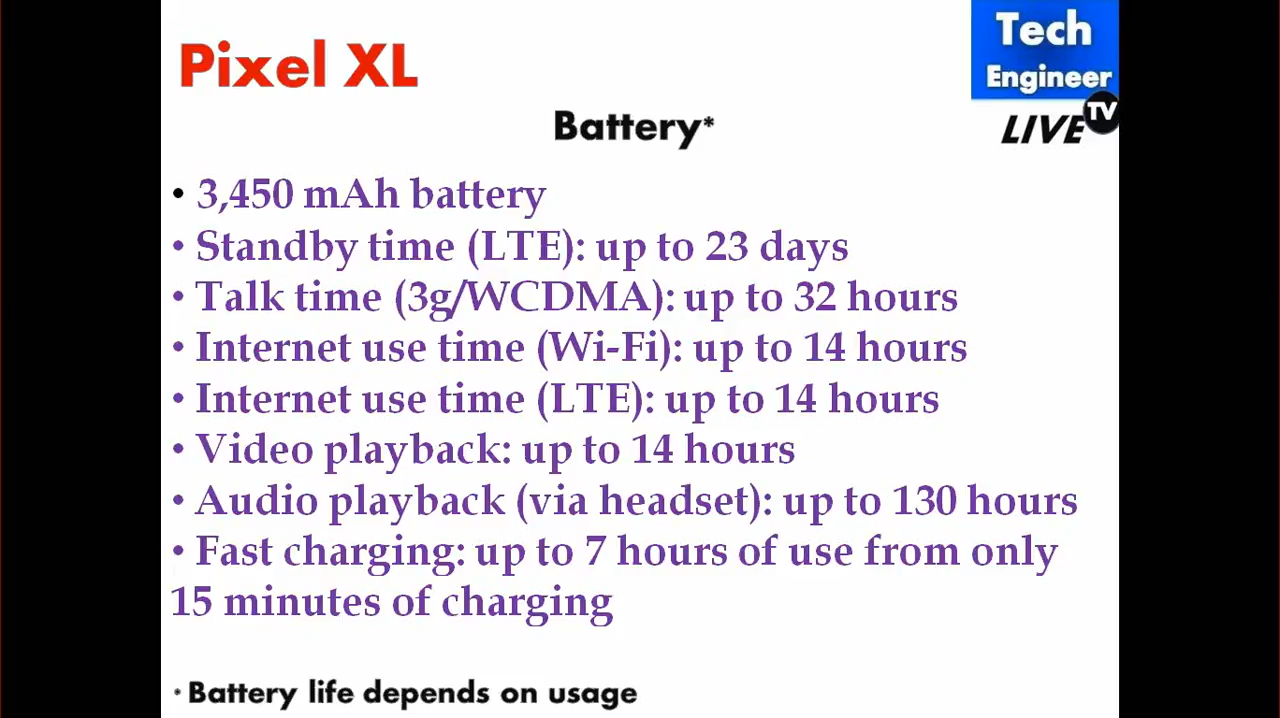 Pixel XL
Tech
Engineer
LIVE TV
Battery*
• 3,450 mAh battery
• Standby time (LTE): up to 23 days
• Talk time (3g/WCDMA): up to 32 hours
• Internet use time (Wi-Fi): up to 14 hours
• Internet use time (LTE): up to 14 hours
• Video playback: up to 14 hours
• Audio playback (via headset): up to 130 hours
• Fast charging: up to 7 hours of use from only
15 minutes of charging
* Battery life depends on usage